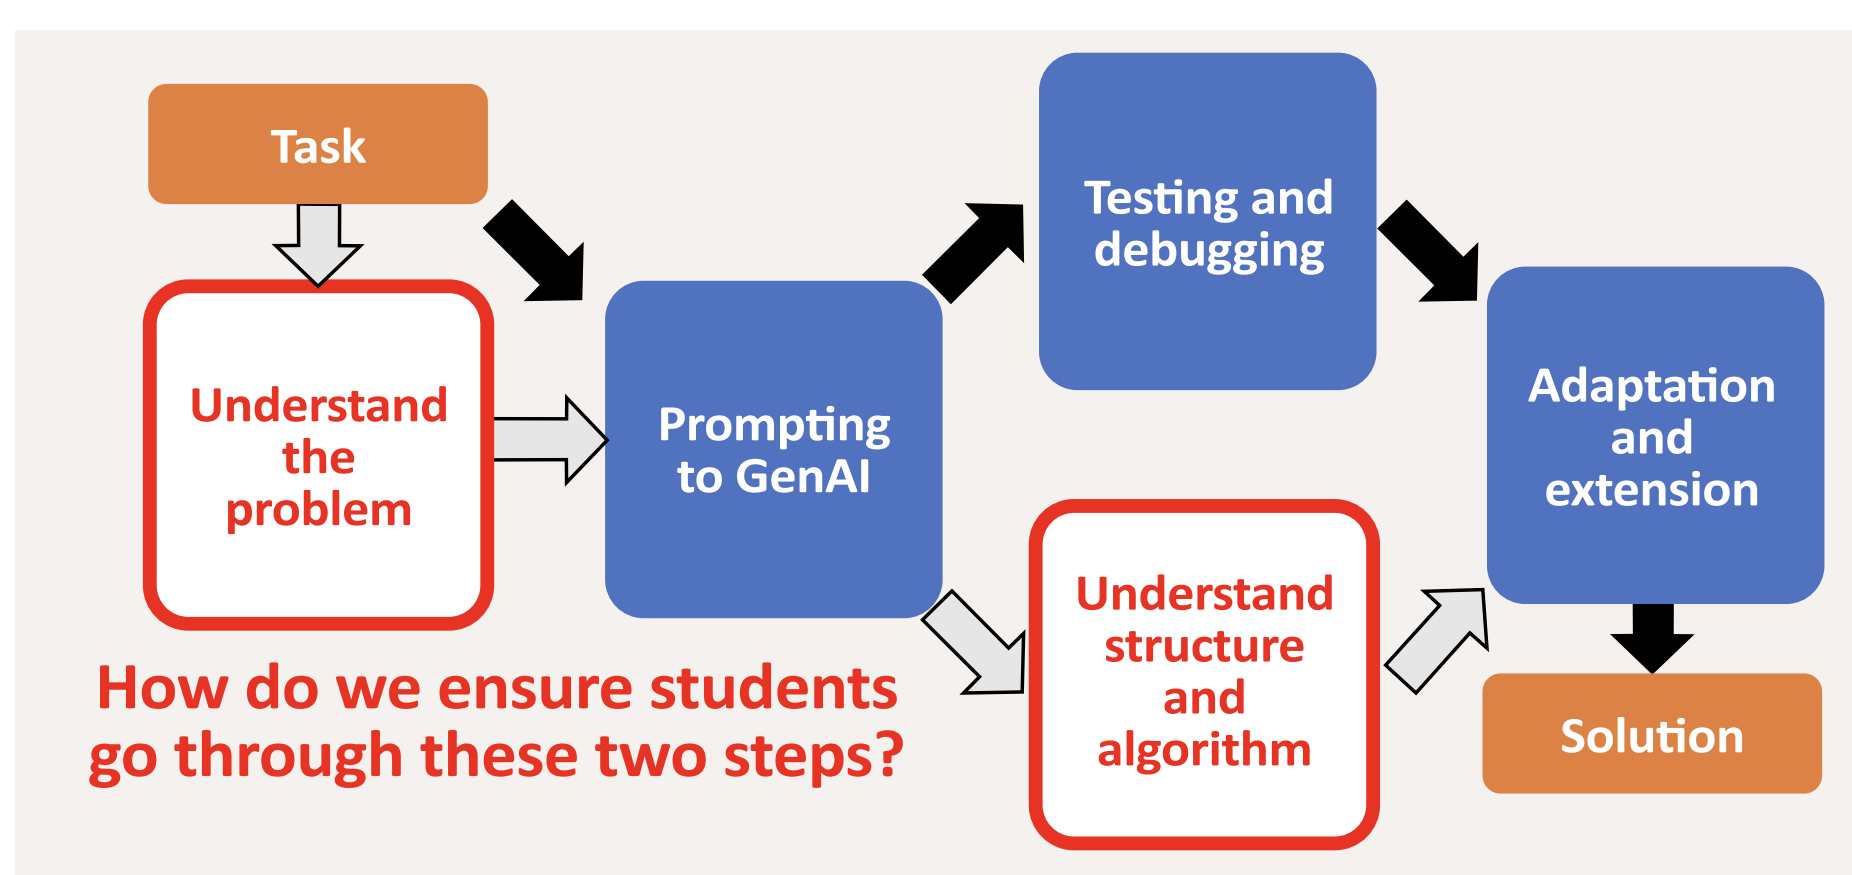 Task
Understand
the
problem
Prompting
to GenAI
Testing and
debugging
Understand
structure
and
algorithm
Adaptation
and
extension
Solution
How do we ensure students
go through these two steps?